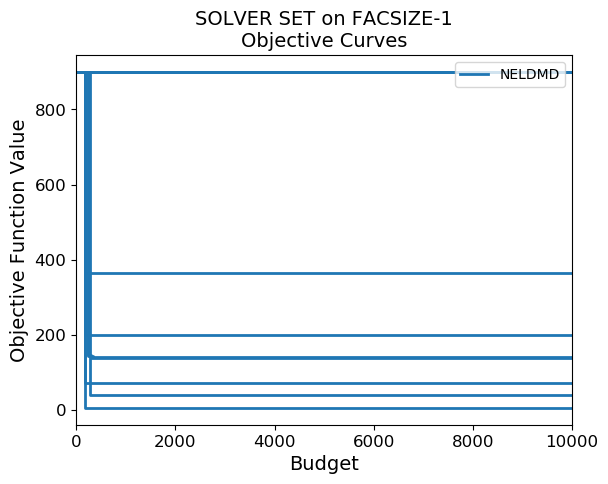 SOLVER SET on FACSIZE-1
Objective Curves
NELDMD
Objective Function Value
800
600
400
200
0
0 2000 4000 6000 8000 10000
Budget